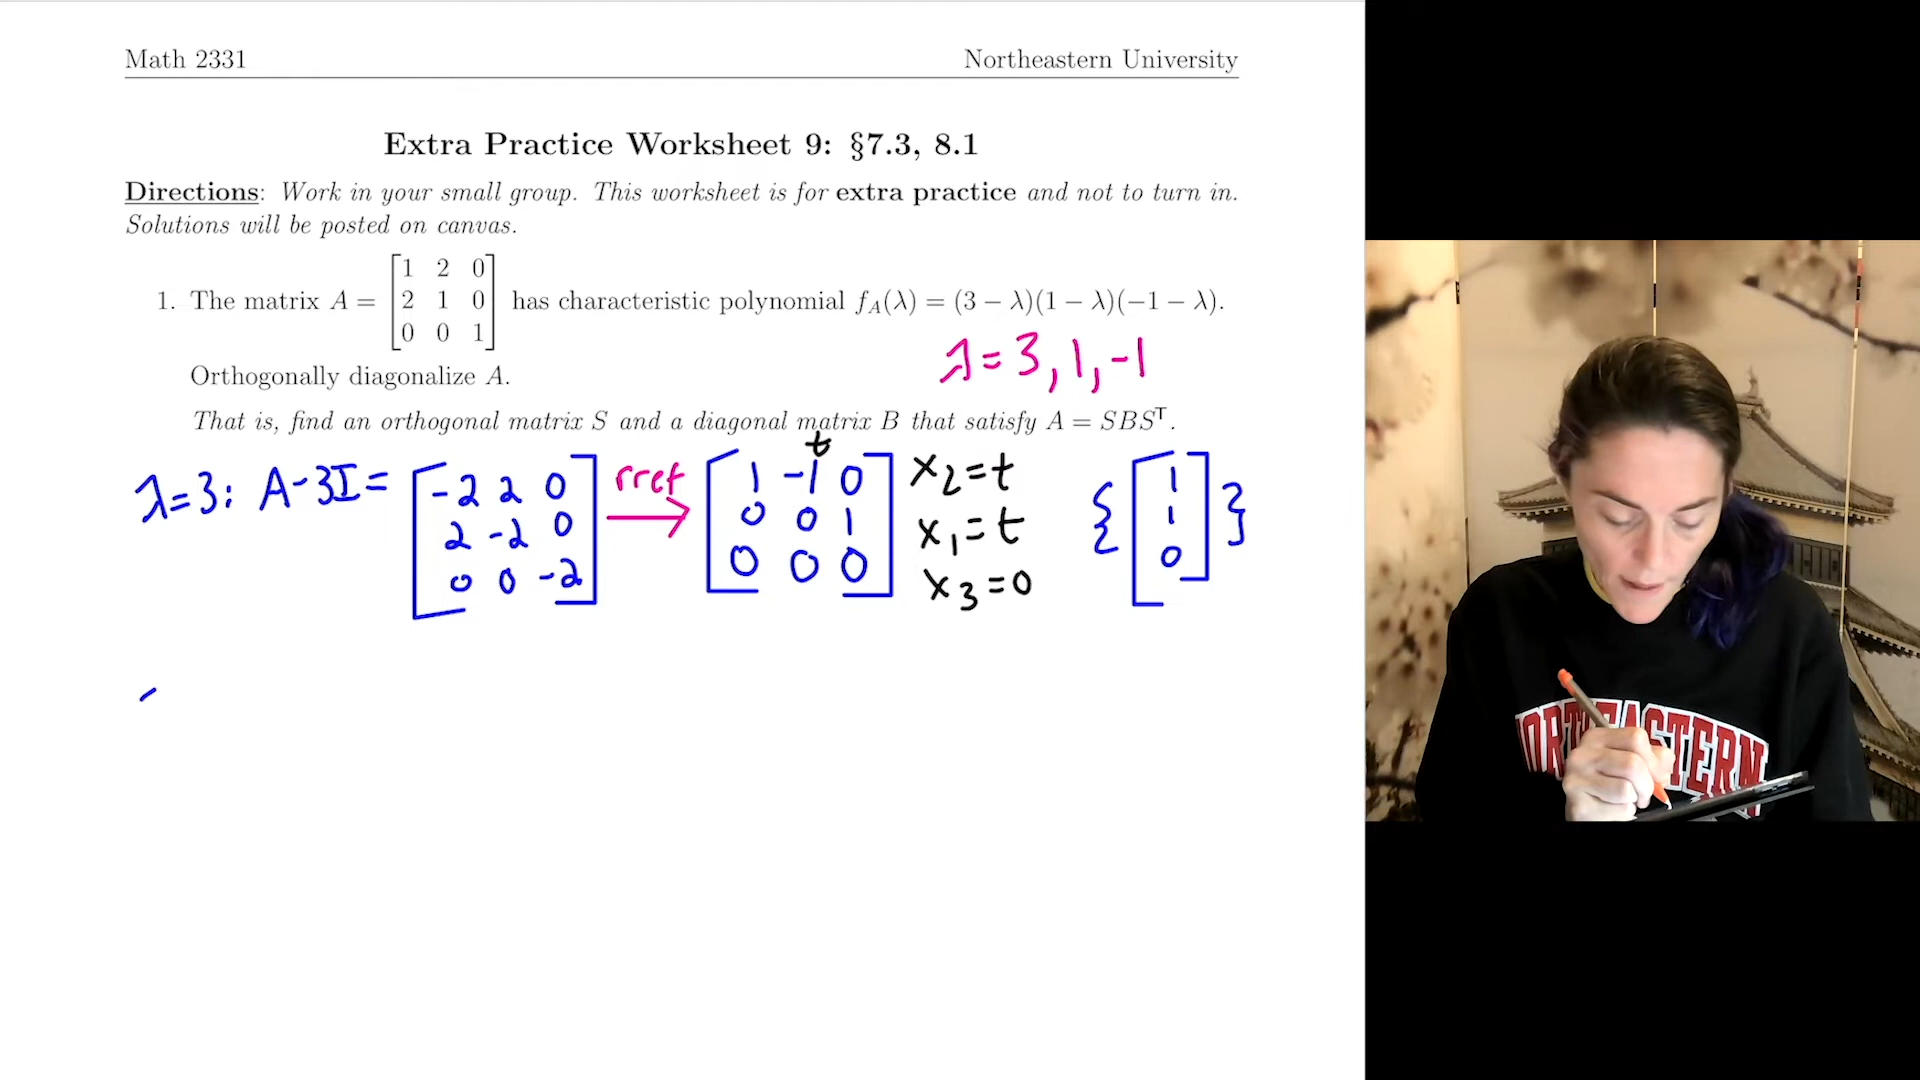 Math 2331 Northeastern University
Extra Practice Worksheet 9: §7.3, 8.1
Directions: Work in your small group. This worksheet is for extra practice and not to turn in.
Solutions will be posted on canvas.
1. The matrix A = [1 2 0; 2 1 0; 0 0 1] has characteristic polynomial f_A(λ) = (3 − λ)(1 − λ)(−1 − λ).
λ=3, 1, -1
Orthogonally diagonalize A.
That is, find an orthogonal matrix S and a diagonal matrix B that satisfy A = SBSᵀ.
t
λ=3: A-3I= [-2 2 0; 2 -2 0; 0 0 -2] rref → [1 -1 0; 0 0 1; 0 0 0] x₂=t {[1; 1; 0]}
x₁=t
x₃=0
NORTHEASTERN